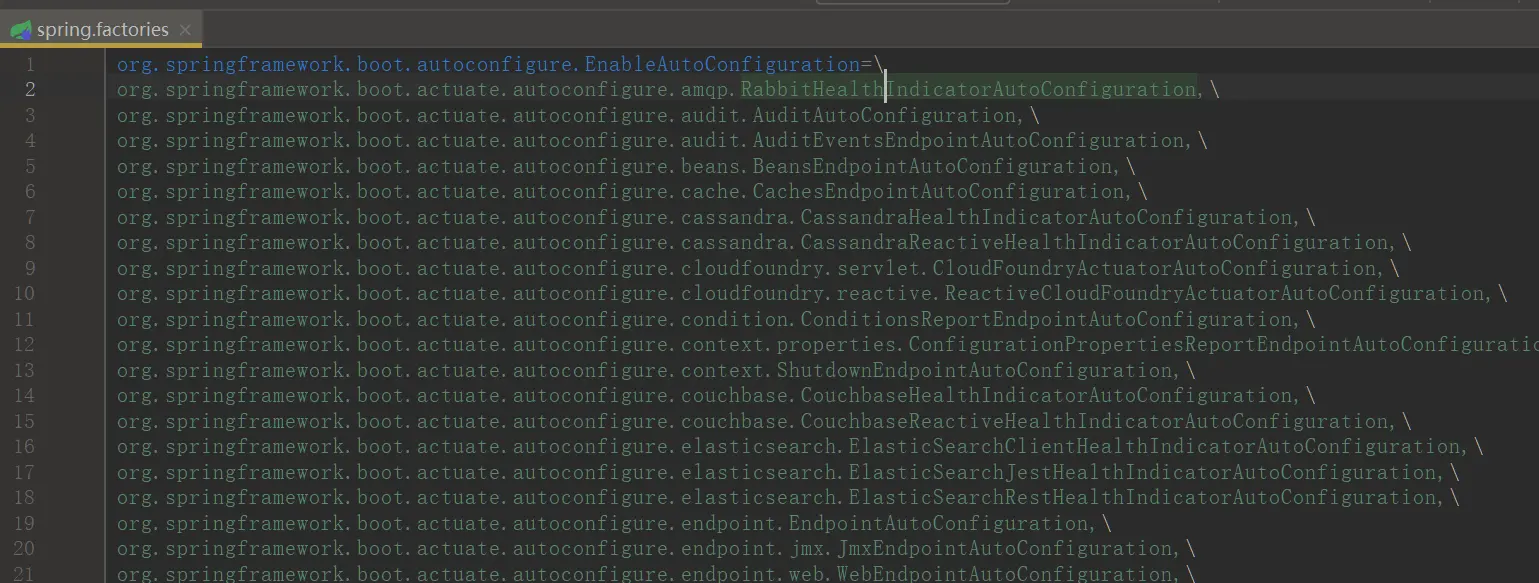 spring.factories
1 org.springframework.boot.autoconfigure.EnableAutoConfiguration=\
2 org.springframework.boot.actuate.autoconfigure.amqp.RabbitHealthIndicatorAutoConfiguration,\
3 org.springframework.boot.actuate.autoconfigure.audit.AuditAutoConfiguration,\
4 org.springframework.boot.actuate.autoconfigure.audit.AuditEventsEndpointAutoConfiguration,\
5 org.springframework.boot.actuate.autoconfigure.beans.BeansEndpointAutoConfiguration,\
6 org.springframework.boot.actuate.autoconfigure.cache.CachesEndpointAutoConfiguration,\
7 org.springframework.boot.actuate.autoconfigure.cassandra.CassandraHealthIndicatorAutoConfiguration,\
8 org.springframework.boot.actuate.autoconfigure.cassandra.CassandraReactiveHealthIndicatorAutoConfiguration,\
9 org.springframework.boot.actuate.autoconfigure.cloudfoundry.servlet.CloudFoundryActuatorAutoConfiguration,\
10 org.springframework.boot.actuate.autoconfigure.cloudfoundry.reactive.ReactiveCloudFoundryActuatorAutoConfiguration,\
11 org.springframework.boot.actuate.autoconfigure.condition.ConditionsReportEndpointAutoConfiguration,\
12 org.springframework.boot.actuate.autoconfigure.context.properties.ConfigurationPropertiesReportEndpointAutoConfiguratio
13 org.springframework.boot.actuate.autoconfigure.context.ShutdownEndpointAutoConfiguration,\
14 org.springframework.boot.actuate.autoconfigure.couchbase.CouchbaseHealthIndicatorAutoConfiguration,\
15 org.springframework.boot.actuate.autoconfigure.couchbase.CouchbaseReactiveHealthIndicatorAutoConfiguration,\
16 org.springframework.boot.actuate.autoconfigure.elasticsearch.ElasticSearchClientHealthIndicatorAutoConfiguration,\
17 org.springframework.boot.actuate.autoconfigure.elasticsearch.ElasticSearchJestHealthIndicatorAutoConfiguration,\
18 org.springframework.boot.actuate.autoconfigure.elasticsearch.ElasticSearchRestHealthIndicatorAutoConfiguration,\
19 org.springframework.boot.actuate.autoconfigure.endpoint.EndpointAutoConfiguration,\
20 org.springframework.boot.actuate.autoconfigure.endpoint.jmx.JmxEndpointAutoConfiguration,\
21 org.springframework.boot.actuate.autoconfigure.endpoint.web.WebEndpointAutoConfiguration,\